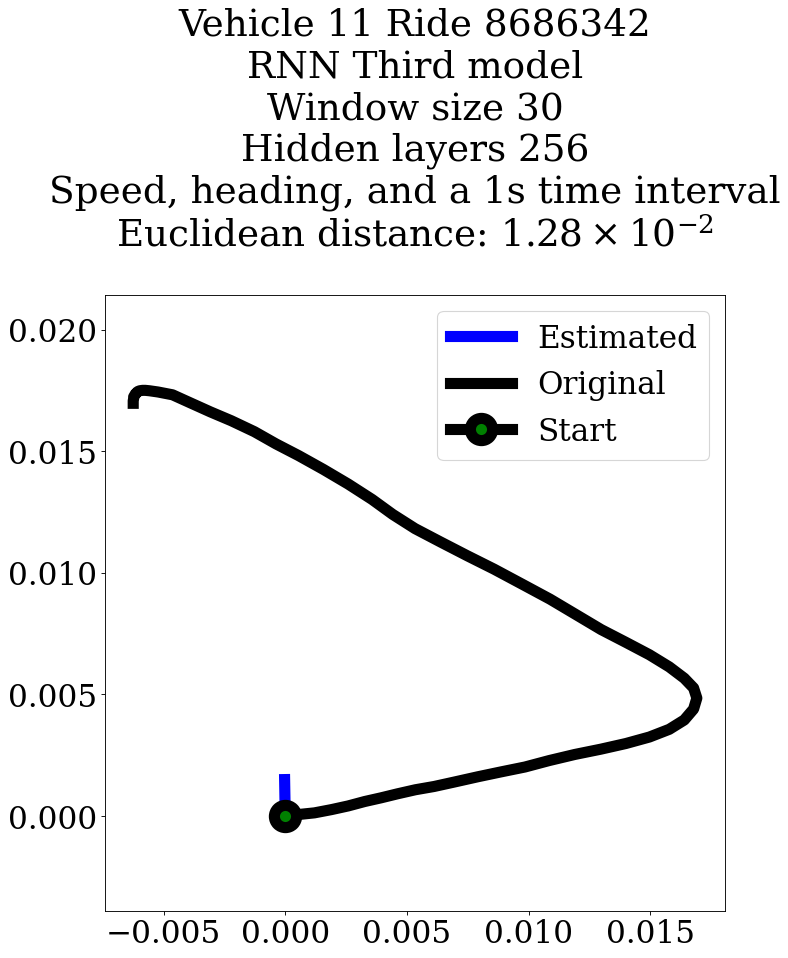 Vehicle 11 Ride 8686342
RNN Third model
Window size 30
Hidden layers 256
Speed, heading, and a 1s time interval
Euclidean distance: 1.28 × 10⁻²
Estimated
Original
Start
0.020
0.015
0.010
0.005
0.000
−0.005 0.000 0.005 0.010 0.015